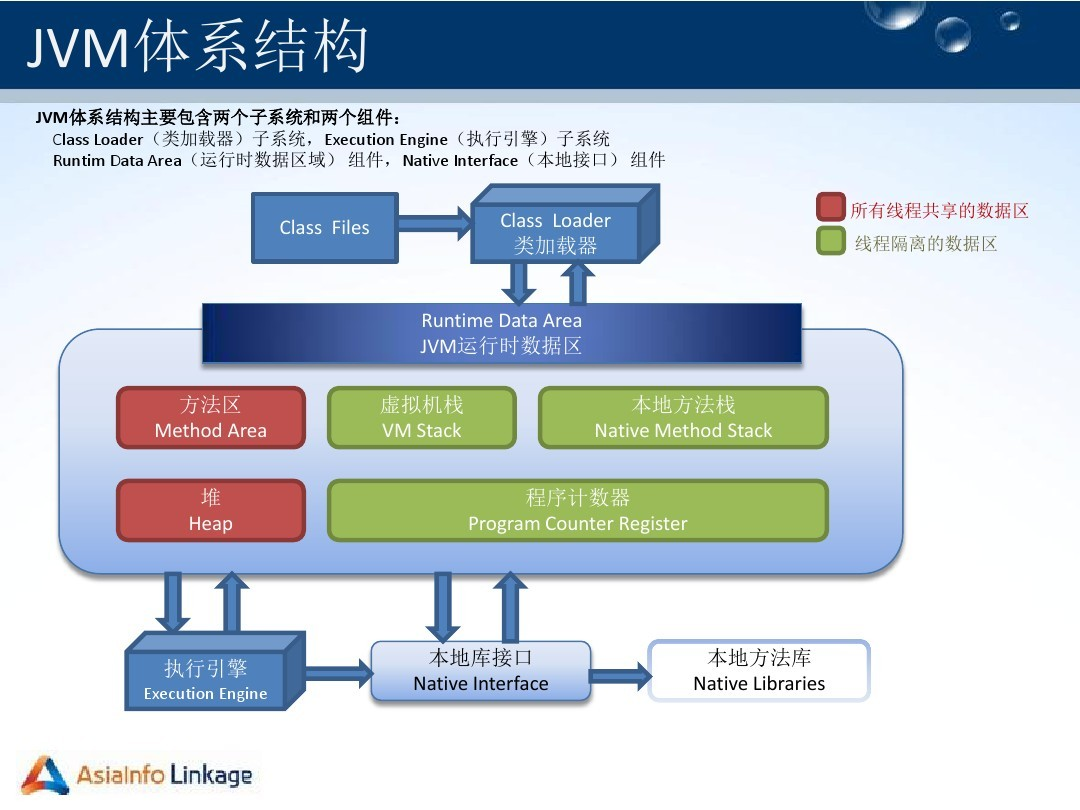 JVM体系结构
JVM体系结构主要包含两个子系统和两个组件：
Class Loader（类加载器）子系统，Execution Engine（执行引擎）子系统
Runtim Data Area（运行时数据区域） 组件，Native Interface（本地接口） 组件
Class Files
Class Loader
类加载器
所有线程共享的数据区
线程隔离的数据区
Runtime Data Area
JVM运行时数据区
方法区
Method Area
虚拟机栈
VM Stack
本地方法栈
Native Method Stack
堆
Heap
程序计数器
Program Counter Register
执行引擎
Execution Engine
本地库接口
Native Interface
本地方法库
Native Libraries
AsiaInfo Linkage